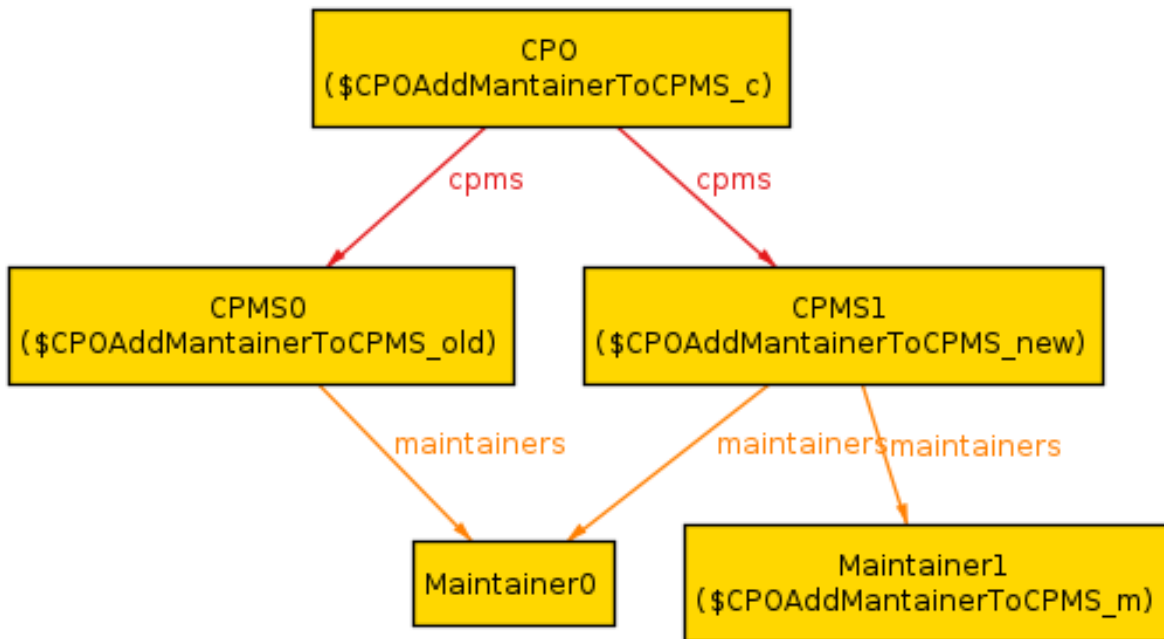 CPO
($CPOAddMantainerToCPMS_c)
cpms
cpms
CPMS0
($CPOAddMantainerToCPMS_old)
CPMS1
($CPOAddMantainerToCPMS_new)
maintainers
maintainers
maintainers
Maintainer0
Maintainer1
($CPOAddMantainerToCPMS_m)